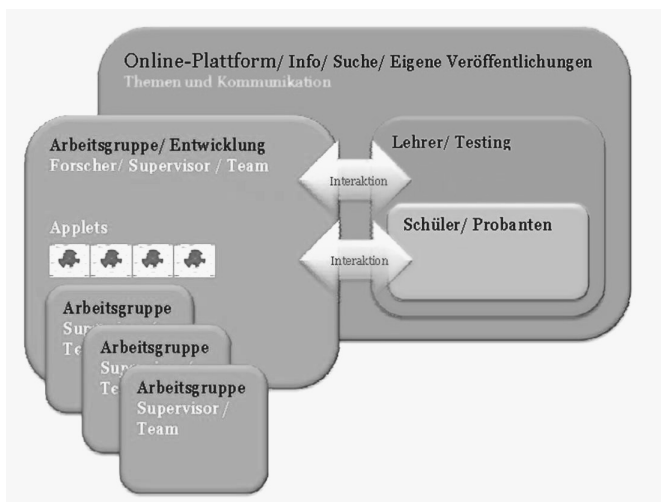 Online-Plattform/ Info/ Suche/ Eigene Veröffentlichungen
Themen und Kommunikation
Arbeitsgruppe/ Entwicklung
Forscher/ Supervisor / Team
Lehrer/ Testing
Interaktion
Schüler/ Probanten
Applets
Interaktion
Arbeitsgruppe
Arbeitsgruppe
Arbeitsgruppe
Supervisor /
Team